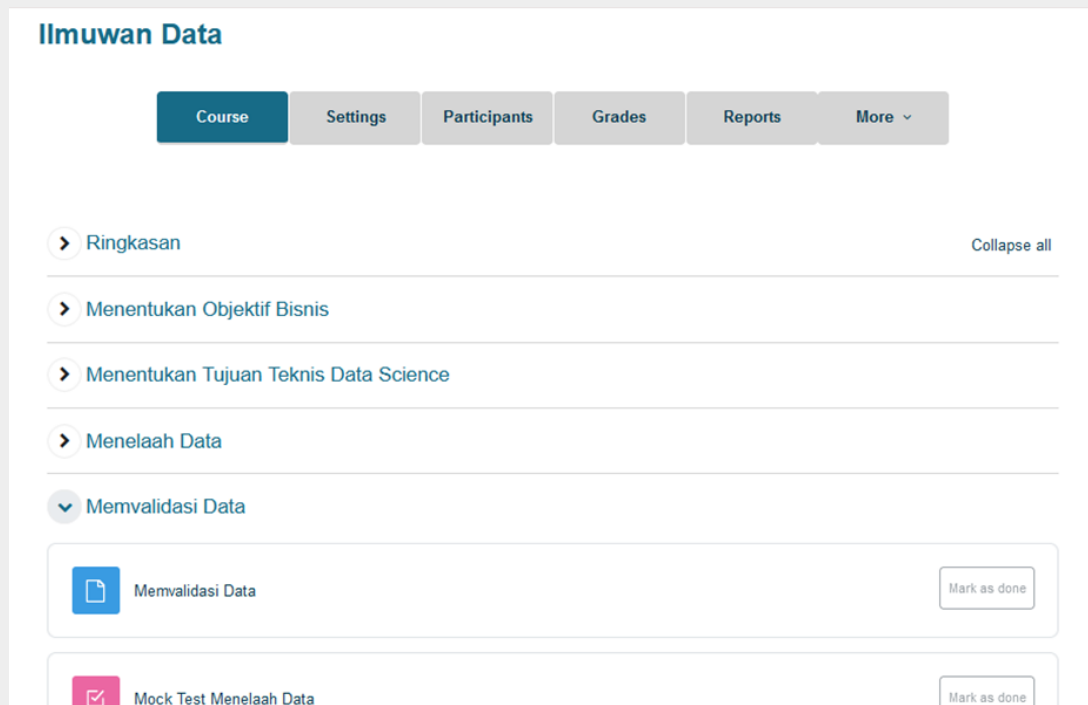 Ilmuwan Data
Course Settings Participants Grades Reports More
Ringkasan Collapse all
Menentukan Objektif Bisnis
Menentukan Tujuan Teknis Data Science
Menelaah Data
Memvalidasi Data
Memvalidasi Data Mark as done
Mock Test Menelaah Data Mark as done